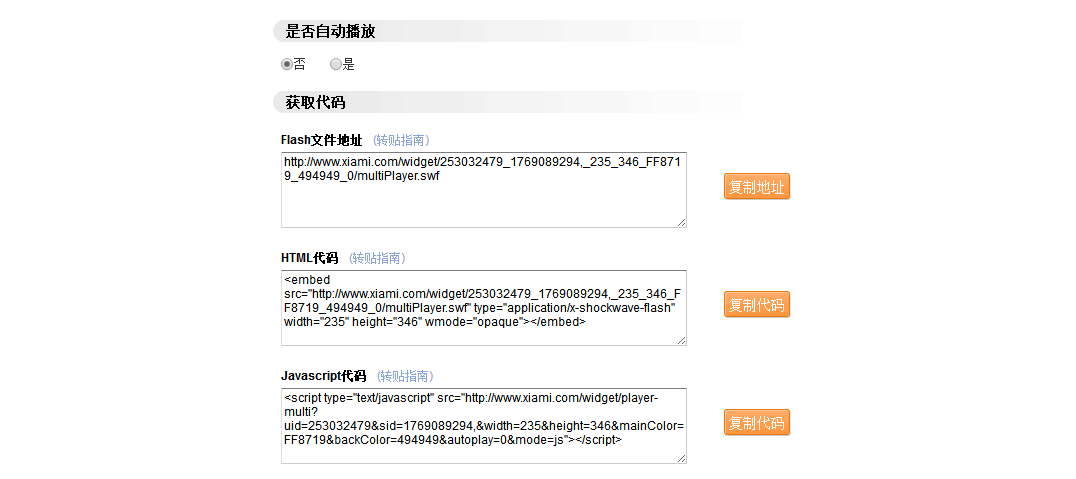 是否自动播放
否 是
获取代码
Flash文件地址 (转贴指南)
http://www.xiami.com/widget/253032479_1769089294,_235_346_FF871
9_494949_0/multiPlayer.swf
复制地址
HTML代码 (转贴指南)
<embed
src="http://www.xiami.com/widget/253032479_1769089294,_235_346_F
F8719_494949_0/multiPlayer.swf" type="application/x-shockwave-flash"
width="235" height="346" wmode="opaque"></embed>
复制代码
Javascript代码 (转贴指南)
<script type="text/javascript" src="http://www.xiami.com/widget/player-
multi?
uid=253032479&sid=1769089294,&width=235&height=346&mainColor=
FF8719&backColor=494949&autoplay=0&mode=js"></script>
复制代码